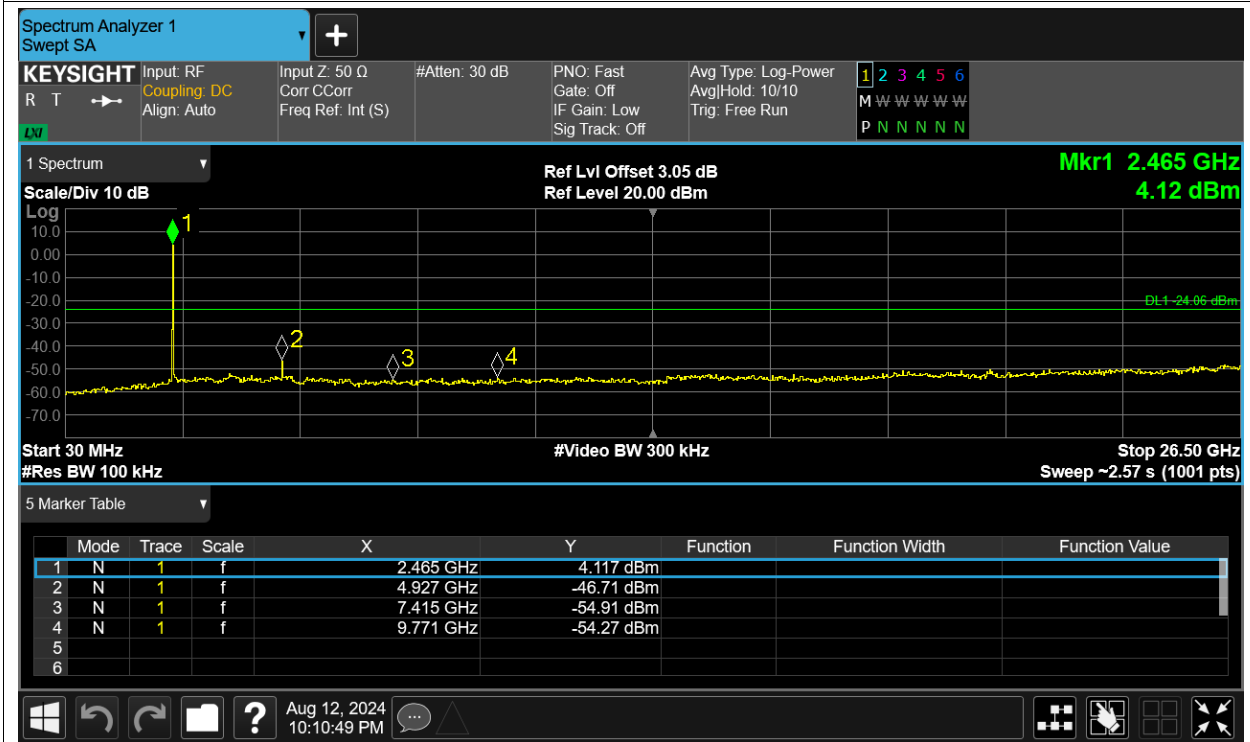 Spectrum Analyzer 1
Swept SA
KEYSIGHT
R T
LXI
Input: RF
Coupling: DC
Align: Auto
Input Z: 50 Ω
Corr CCorr
Freq Ref: Int (S)
#Atten: 30 dB
PNO: Fast
Gate: Off
IF Gain: Low
Sig Track: Off
Avg Type: Log-Power
Avg|Hold: 10/10
Trig: Free Run
1 2 3 4 5 6
M W W W W W
P N N N N N
1 Spectrum
Scale/Div 10 dB
Ref Lvl Offset 3.05 dB
Ref Level 20.00 dBm
Mkr1 2.465 GHz
4.12 dBm
Log
10.0
0.00
-10.0
-20.0
-30.0
-40.0
-50.0
-60.0
-70.0
1
2
3
4
DL1 -24.06 dBm
Start 30 MHz
#Res BW 100 kHz
#Video BW 300 kHz
Stop 26.50 GHz
Sweep ~2.57 s (1001 pts)
5 Marker Table
Mode Trace Scale X Y Function Function Width Function Value
1 N 1 f 2.465 GHz 4.117 dBm
2 N 1 f 4.927 GHz -46.71 dBm
3 N 1 f 7.415 GHz -54.91 dBm
4 N 1 f 9.771 GHz -54.27 dBm
5
6
?
Aug 12, 2024
10:10:49 PM